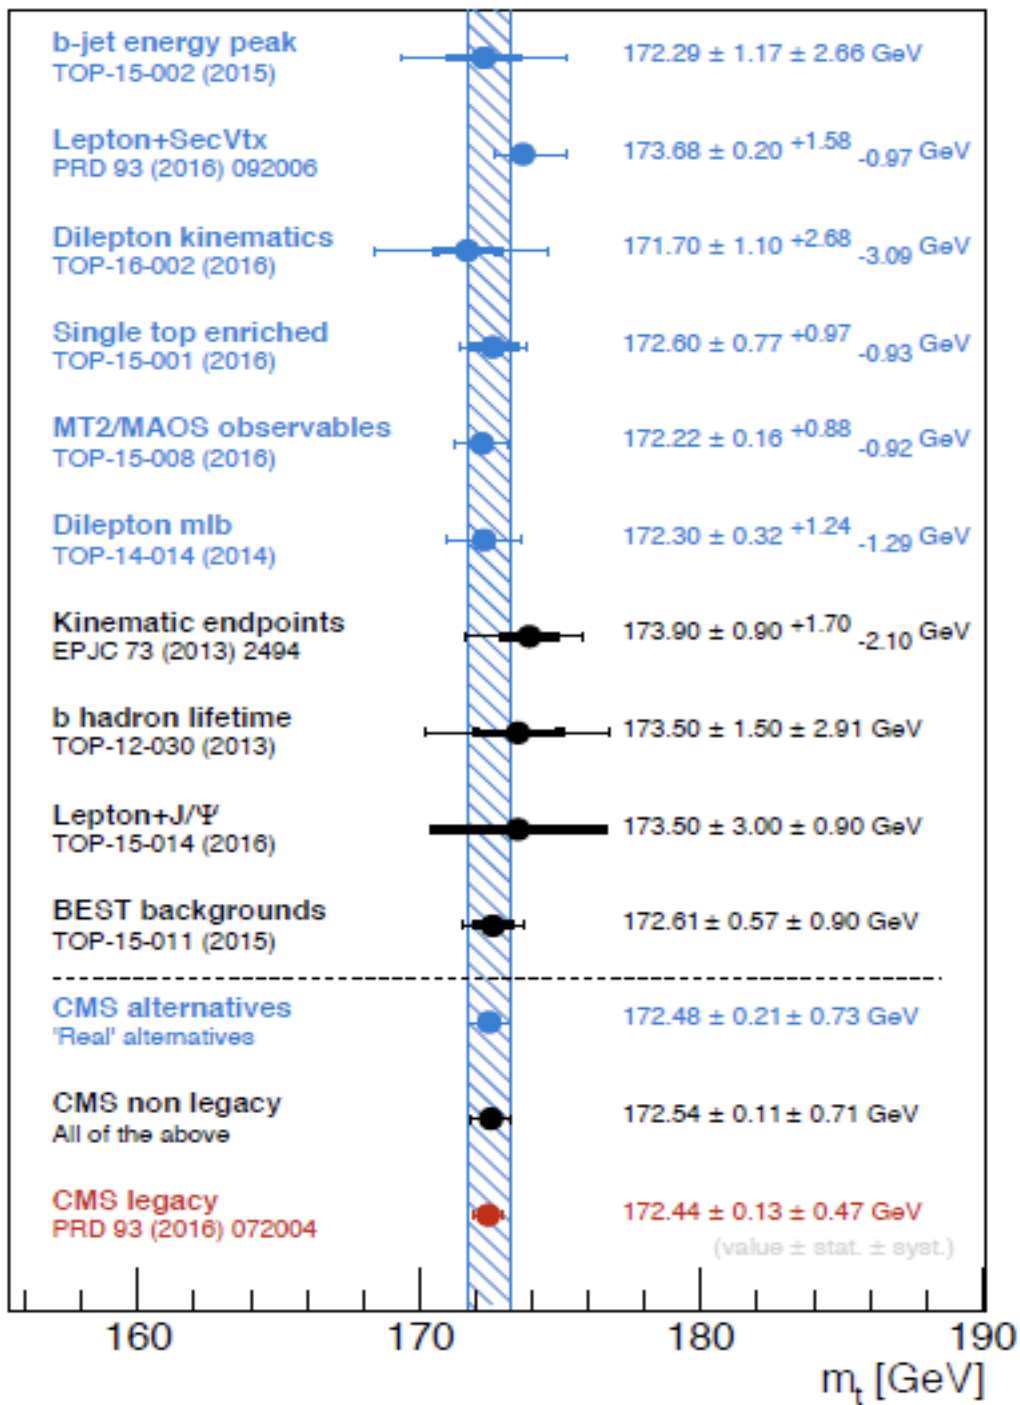 b-jet energy peak 172.29 ± 1.17 ± 2.66 GeV
TOP-15-002 (2015)
Lepton+SecVtx 173.68 ± 0.20 +1.58 -0.97 GeV
PRD 93 (2016) 092006
Dilepton kinematics 171.70 ± 1.10 +2.68 -3.09 GeV
TOP-16-002 (2016)
Single top enriched 172.60 ± 0.77 +0.97 -0.93 GeV
TOP-15-001 (2016)
MT2/MAOS observables 172.22 ± 0.16 +0.88 -0.92 GeV
TOP-15-008 (2016)
Dilepton mlb 172.30 ± 0.32 +1.24 -1.29 GeV
TOP-14-014 (2014)
Kinematic endpoints 173.90 ± 0.90 +1.70 -2.10 GeV
EPJC 73 (2013) 2494
b hadron lifetime 173.50 ± 1.50 ± 2.91 GeV
TOP-12-030 (2013)
Lepton+J/Ψ 173.50 ± 3.00 ± 0.90 GeV
TOP-15-014 (2016)
BEST backgrounds 172.61 ± 0.57 ± 0.90 GeV
TOP-15-011 (2015)
CMS alternatives 172.48 ± 0.21 ± 0.73 GeV
'Real' alternatives
CMS non legacy 172.54 ± 0.11 ± 0.71 GeV
All of the above
CMS legacy 172.44 ± 0.13 ± 0.47 GeV
PRD 93 (2016) 072004
(value ± stat. ± syst.)
160 170 180 190
mt [GeV]